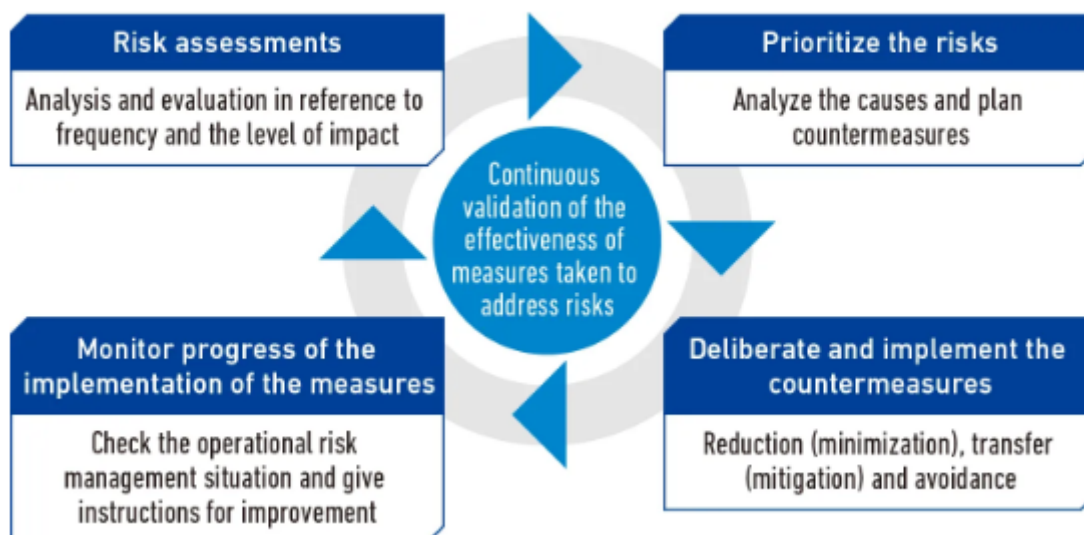 Risk assessments
Analysis and evaluation in reference to
frequency and the level of impact
Prioritize the risks
Analyze the causes and plan
countermeasures
Continuous
validation of the
effectiveness of
measures taken to
address risks
Monitor progress of the
implementation of the measures
Check the operational risk
management situation and give
instructions for improvement
Deliberate and implement the
countermeasures
Reduction (minimization), transfer
(mitigation) and avoidance